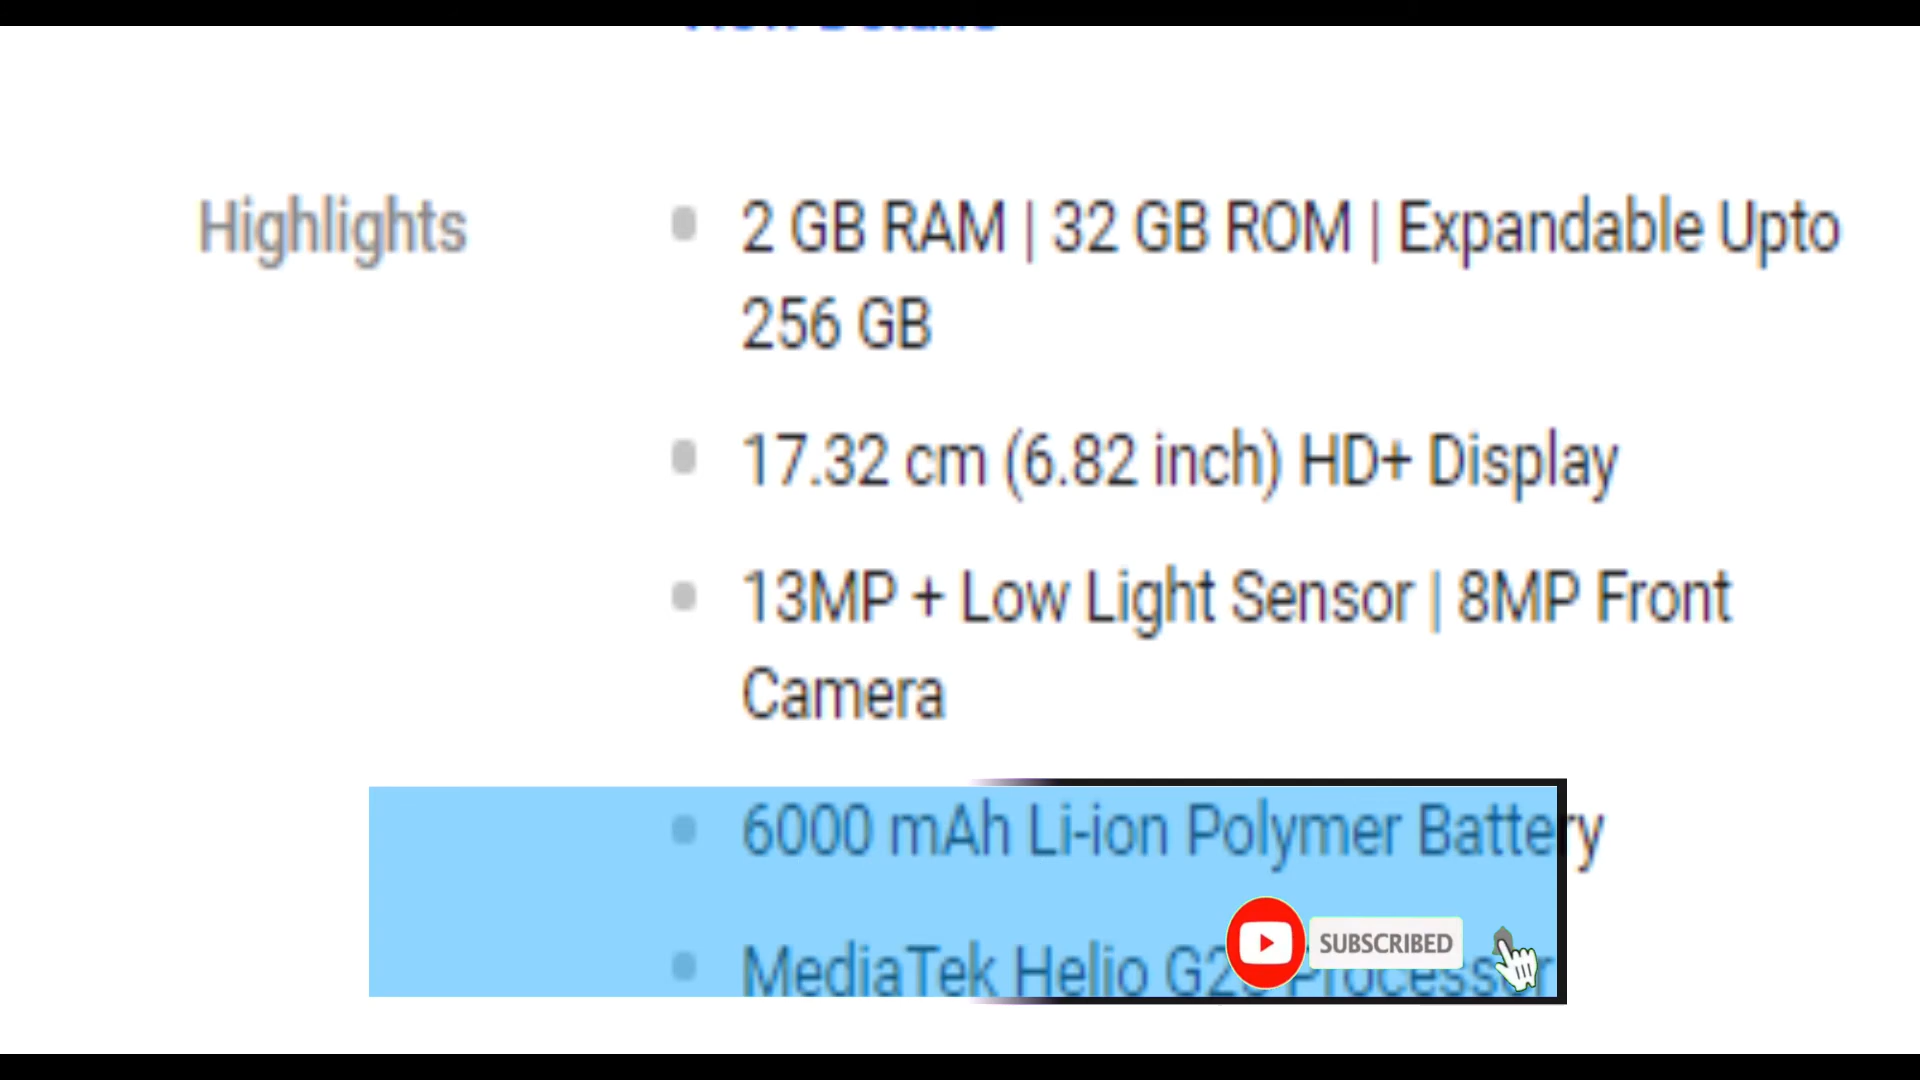 Highlights
2 GB RAM | 32 GB ROM | Expandable Upto
256 GB
17.32 cm (6.82 inch) HD+ Display
13MP + Low Light Sensor | 8MP Front
Camera
6000 mAh Li-ion Polymer Battery
MediaTek Helio Processor
SUBSCRIBED